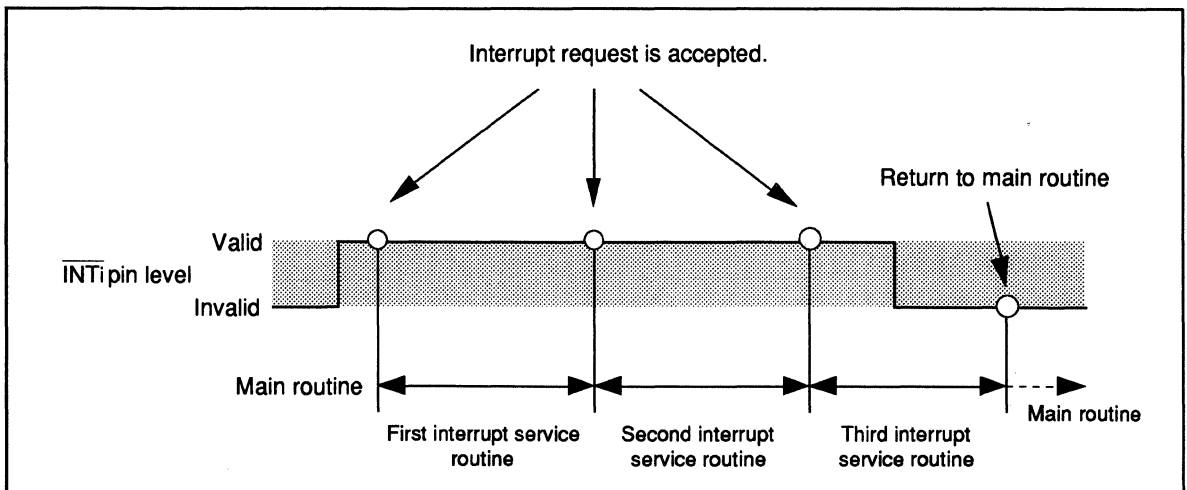 Interrupt request is accepted.
Return to main routine
Valid
INTi pin level
Invalid
Main routine
Main routine
First interrupt service
routine
Second interrupt
service routine
Third interrupt
service routine